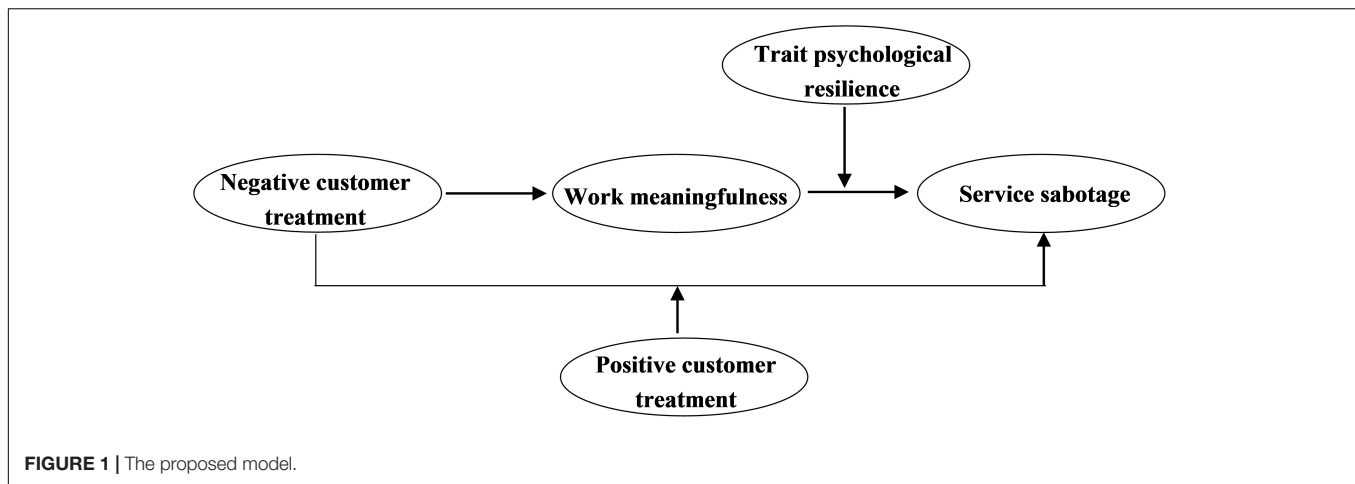 Trait psychological
resilience
Negative customer
treatment
Work meaningfulness
Service sabotage
Positive customer
treatment
FIGURE 1 | The proposed model.